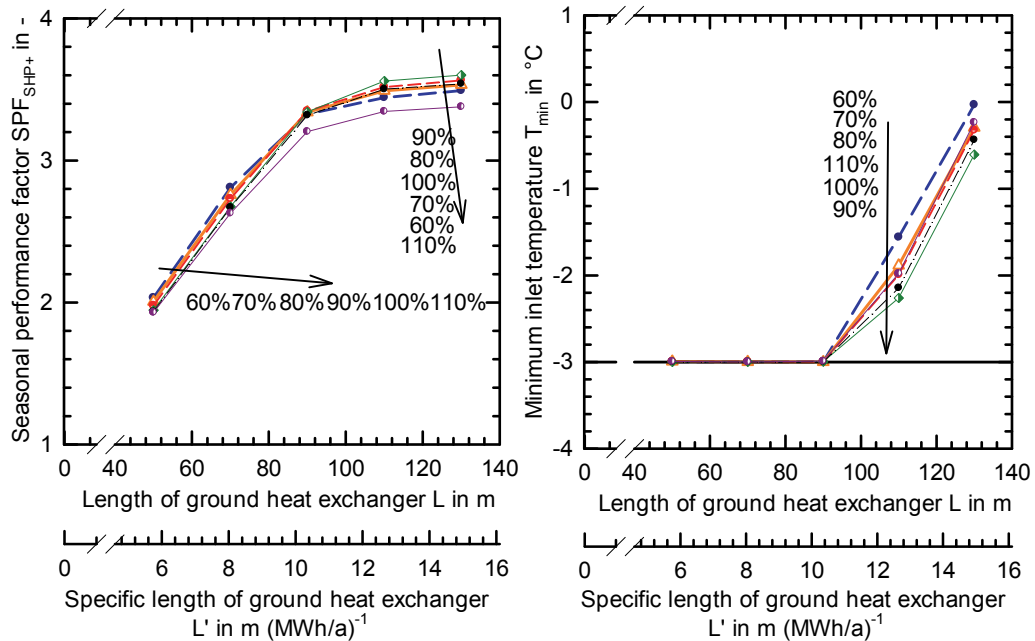 Seasonal performance factor SPF_SHP+ in -
4
3
2
1
90%
80%
100%
70%
60%
110%
60%70% 80%90%100%110%
0 40 60 80 100 120 140
Length of ground heat exchanger L in m
0 6 8 10 12 14 16
Specific length of ground heat exchanger
L' in m (MWh/a)⁻¹
Minimum inlet temperature T_min in °C
1
0
-1
-2
-3
-4
60%
70%
80%
110%
100%
90%
0 40 60 80 100 120 140
Length of ground heat exchanger L in m
0 6 8 10 12 14 16
Specific length of ground heat exchanger
L' in m (MWh/a)⁻¹